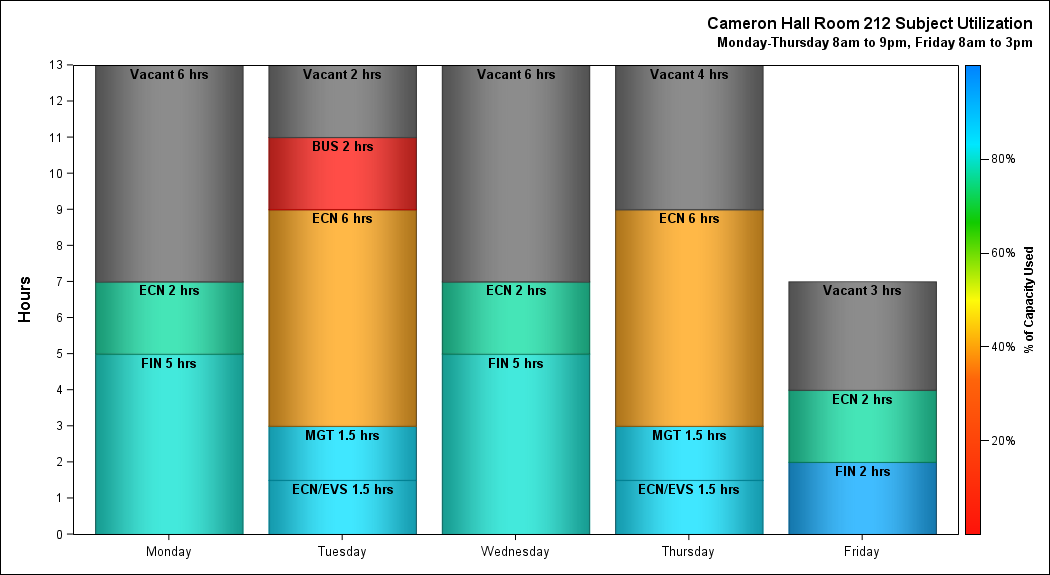 Cameron Hall Room 212 Subject Utilization
Monday-Thursday 8am to 9pm, Friday 8am to 3pm
13
12
11
10
9
8
7
6
5
4
3
2
1
0
Hours
Vacant 6 hrs
ECN 2 hrs
FIN 5 hrs
Vacant 2 hrs
BUS 2 hrs
ECN 6 hrs
MGT 1.5 hrs
ECN/EVS 1.5 hrs
Vacant 6 hrs
ECN 2 hrs
FIN 5 hrs
Vacant 4 hrs
ECN 6 hrs
MGT 1.5 hrs
ECN/EVS 1.5 hrs
Vacant 3 hrs
ECN 2 hrs
FIN 2 hrs
Monday
Tuesday
Wednesday
Thursday
Friday
80%
60%
40%
20%
% of Capacity Used